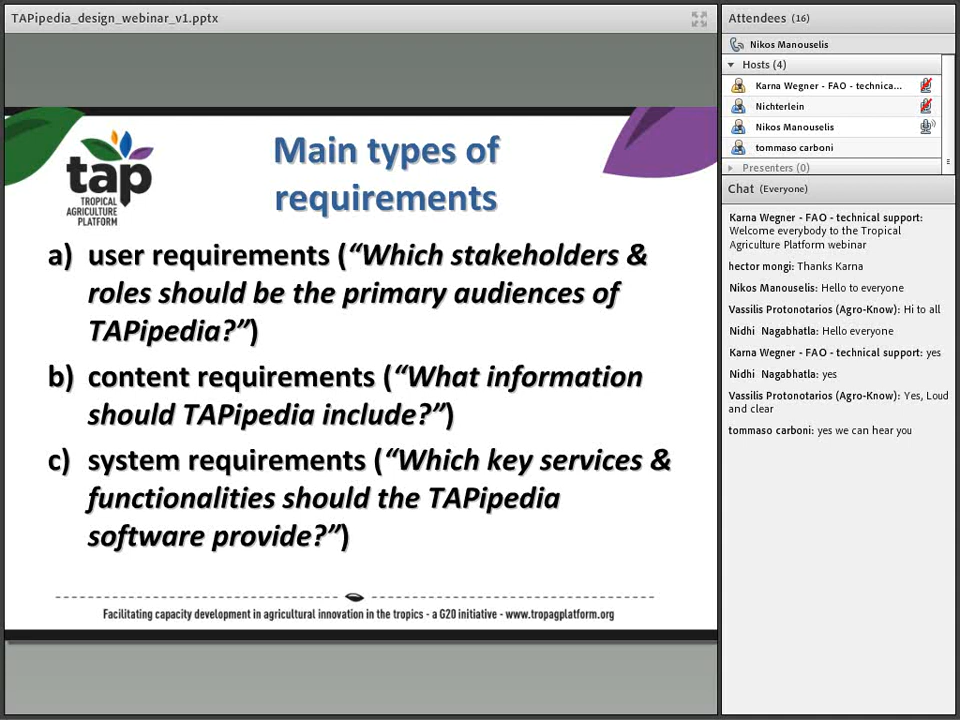 TAPipedia_design_webinar_v1.pptx
tap
TROPICAL
AGRICULTURE
PLATFORM
Main types of
requirements
a) user requirements (“Which stakeholders &
roles should be the primary audiences of
TAPipedia?”)
b) content requirements (“What information
should TAPipedia include?”)
c) system requirements (“Which key services &
functionalities should the TAPipedia
software provide?”)
Facilitating capacity development in agricultural innovation in the tropics - a G20 initiative - www.tropagplatform.org
Attendees (16)
Nikos Manouselis
Hosts (4)
Karna Wegner - FAO - technica...
Nichterlein
Nikos Manouselis
tommaso carboni
Presenters (0)
Chat (Everyone)
Karna Wegner - FAO - technical support:
Welcome everybody to the Tropical
Agriculture Platform webinar
hector mongi: Thanks Karna
Nikos Manouselis: Hello to everyone
Vassilis Protonotarios (Agro-Know): Hi to all
Nidhi Nagabhatla: Hello everyone
Karna Wegner - FAO - technical support: yes
Nidhi Nagabhatla: yes
Vassilis Protonotarios (Agro-Know): Yes, Loud
and clear
tommaso carboni: yes we can hear you